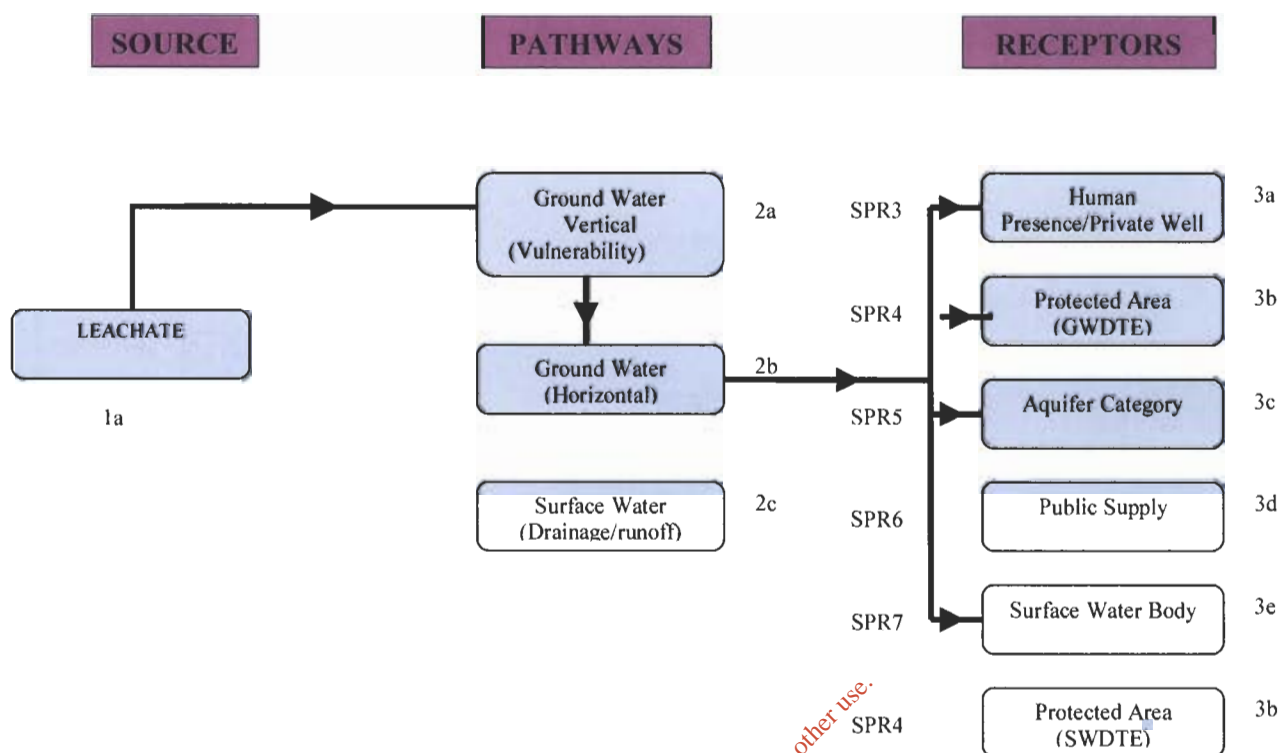 SOURCE
PATHWAYS
RECEPTORS
LEACHATE
1a
Ground Water
Vertical
(Vulnerability)
2a
Ground Water
(Horizontal)
2b
Surface Water
(Drainage/runoff)
2c
SPR3
Human
Presence/Private Well
3a
SPR4
Protected Area
(GWDTE)
3b
SPR5
Aquifer Category
3c
SPR6
Public Supply
3d
SPR7
Surface Water Body
3e
other use.
SPR4
Protected Area
(SWDTE)
3b